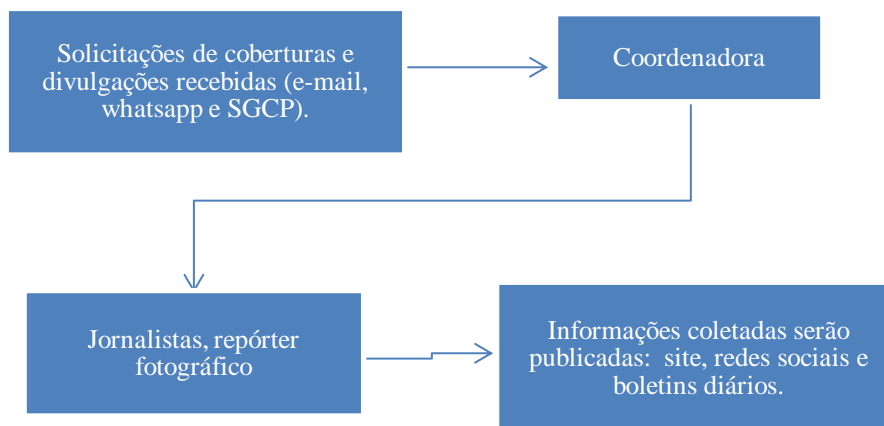 Solicitações de coberturas e
divulgações recebidas (e-mail,
whatsapp e SGCP).
Coordenadora
Jornalistas, repórter
fotográfico
Informações coletadas serão
publicadas:  site, redes sociais e
boletins diários.